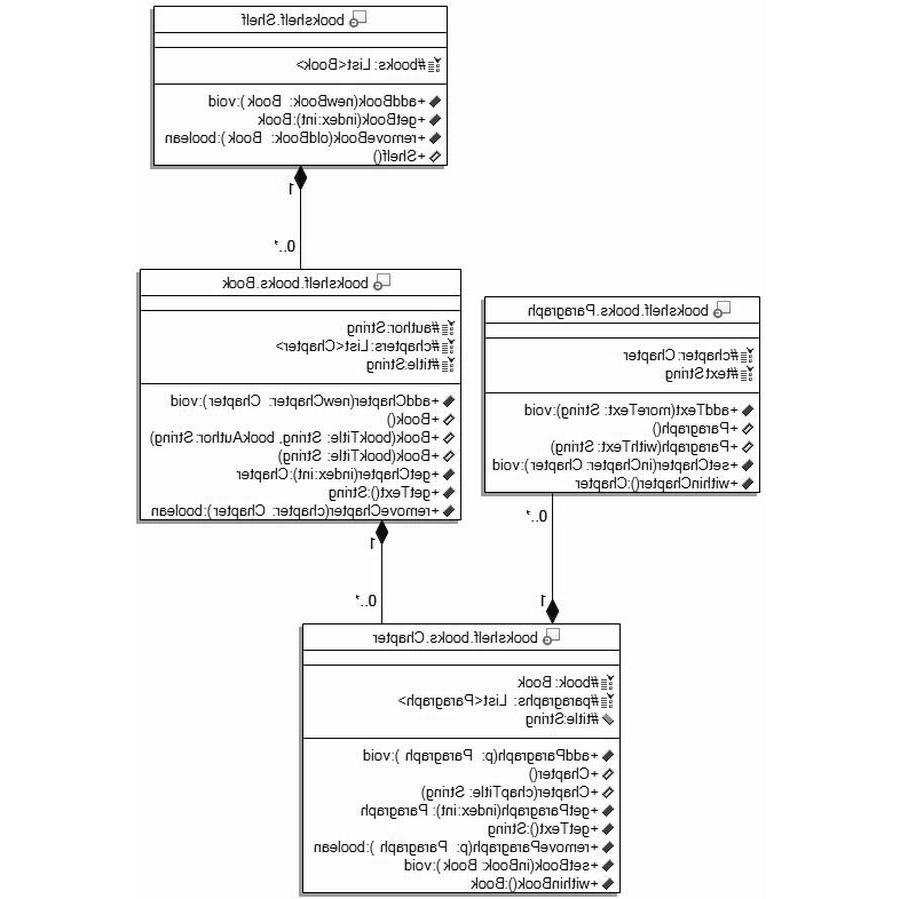 bookshelf.Shelf
#books: List<Book>
+addBook(newBook: Book ):void
+getBook(index:int):Book
+removeBook(oldBook: Book ):boolean
+Shelf()
1
0..*
bookshelf.books.Book
#author:String
#chapters:List<Chapter>
#title:String
+addChapter(newChapter: Chapter):void
+Book()
+Book(bookTitle: String, bookAuthor:String)
+Book(bookTitle: String)
+getChapter(index:int):Chapter
+getText():String
+removeChapter(chapter: Chapter ):boolean
1
0..*
bookshelf.books.Paragraph
#chapter:Chapter
#text:String
+addText(moreText: String):void
+Paragraph()
+Paragraph(withText: String)
+setChapter(inChapter:Chapter):void
+withinChapter():Chapter
0..*
1
bookshelf.books.Chapter
#book: Book
#paragraphs: List<Paragraph>
#title:String
+addParagraph(p: Paragraph ):void
+Chapter()
+Chapter(chapTitle: String)
+getParagraph(index:int): Paragraph
+getText():String
+removeParagraph(p: Paragraph ):boolean
+setBook(inBook: Book ):void
+withinBook():Book